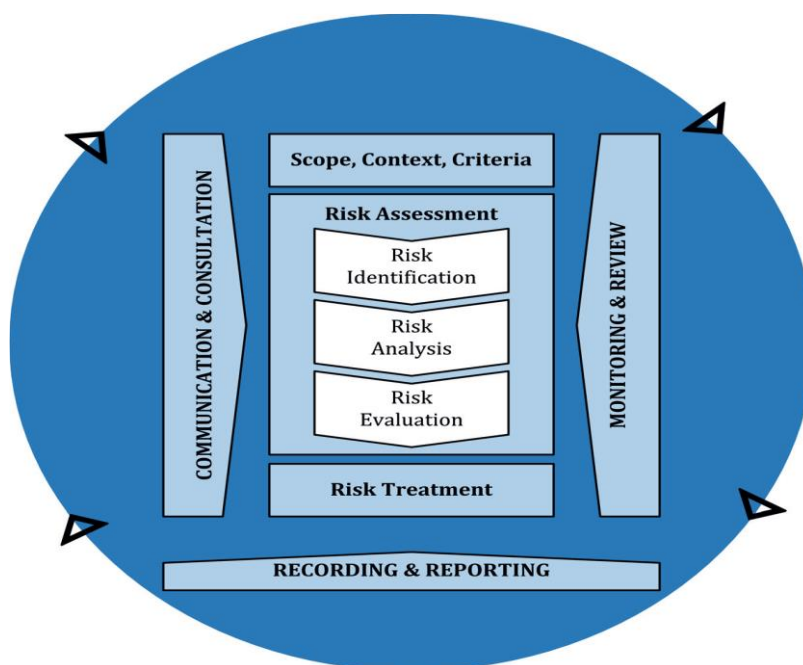 Scope, Context, Criteria
Risk Assessment
Risk
Identification
Risk
Analysis
Risk
Evaluation
Risk Treatment
COMMUNICATION & CONSULTATION
MONITORING & REVIEW
RECORDING & REPORTING